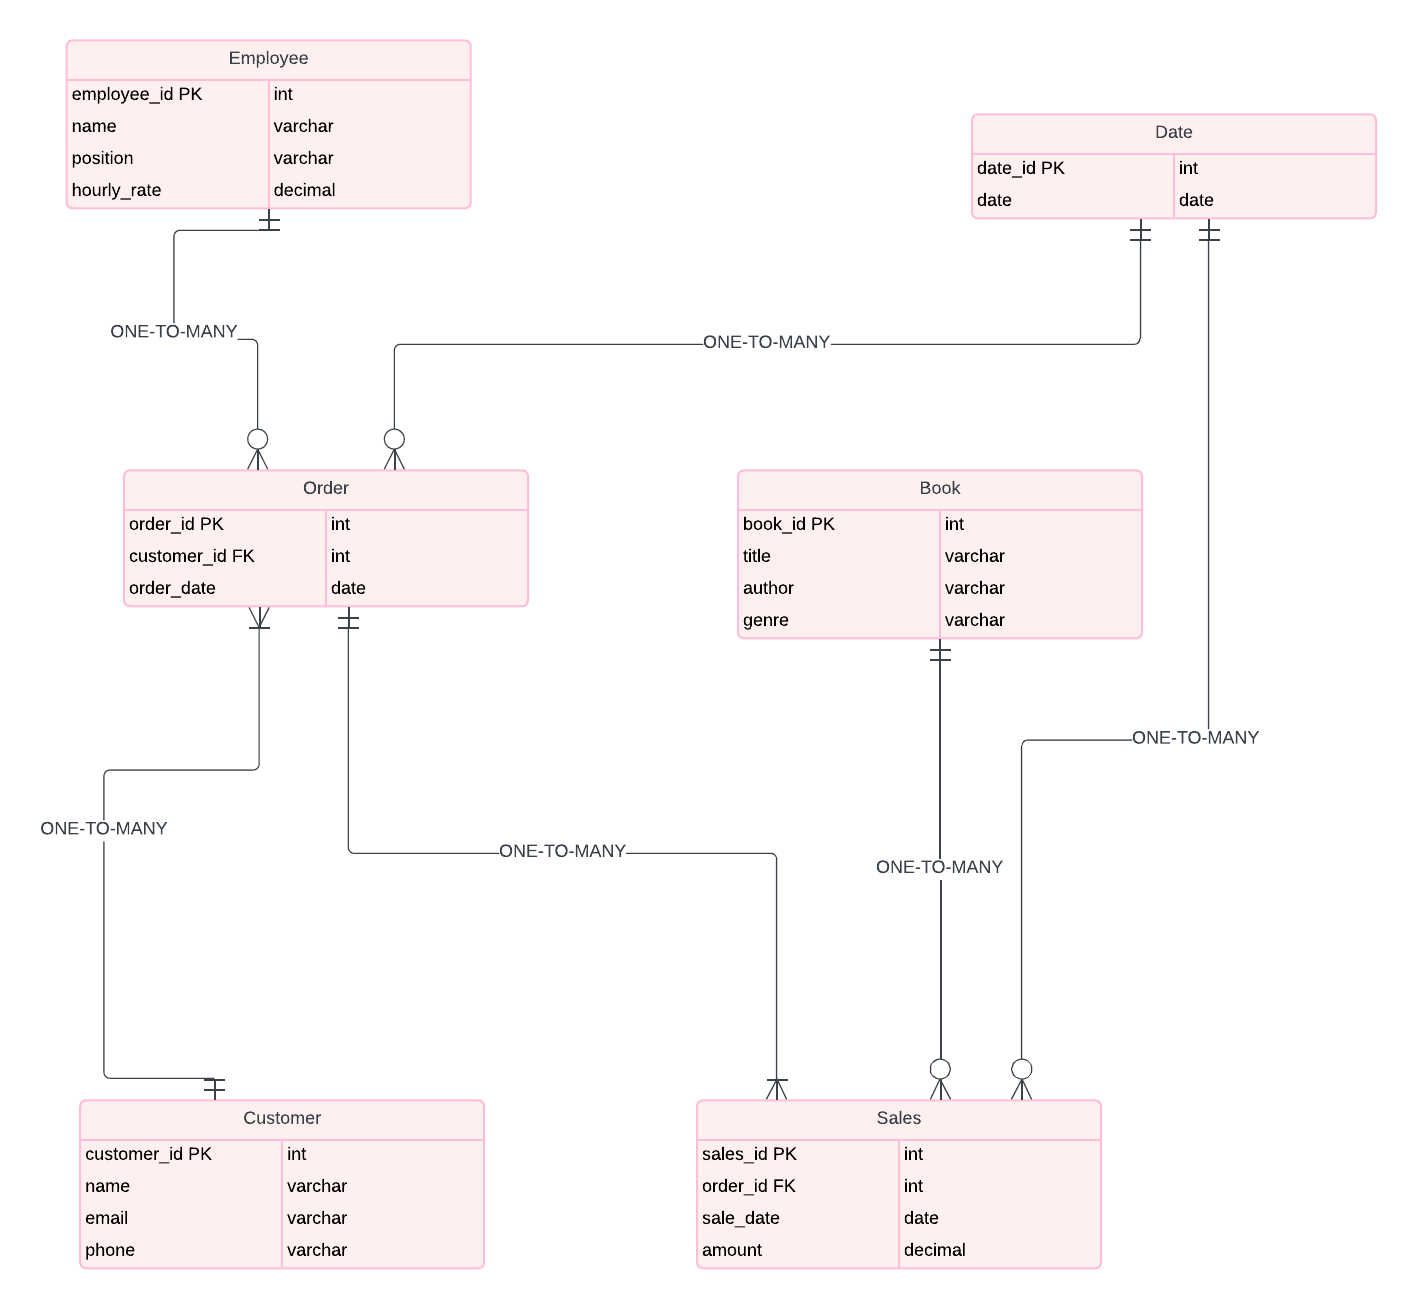 Employee
employee_id PK int
name varchar
position varchar
hourly_rate decimal
Date
date_id PK int
date date
ONE-TO-MANY
ONE-TO-MANY
Order
order_id PK int
customer_id FK int
order_date date
Book
book_id PK int
title varchar
author varchar
genre varchar
ONE-TO-MANY
ONE-TO-MANY
ONE-TO-MANY
ONE-TO-MANY
Customer
customer_id PK int
name varchar
email varchar
phone varchar
Sales
sales_id PK int
order_id FK int
sale_date date
amount decimal